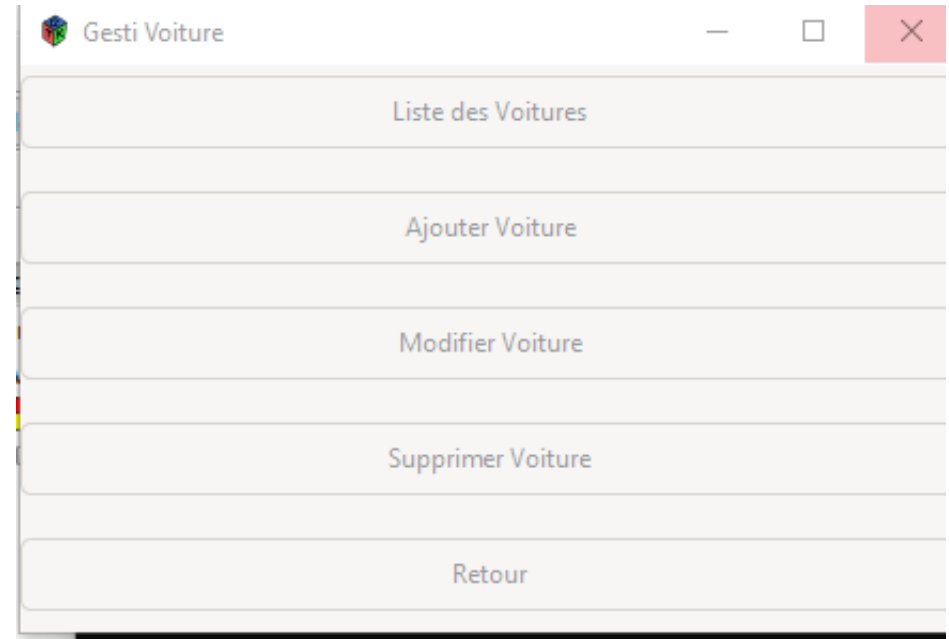 Gesti Voiture
Liste des Voitures
Ajouter Voiture
Modifier Voiture
Supprimer Voiture
Retour